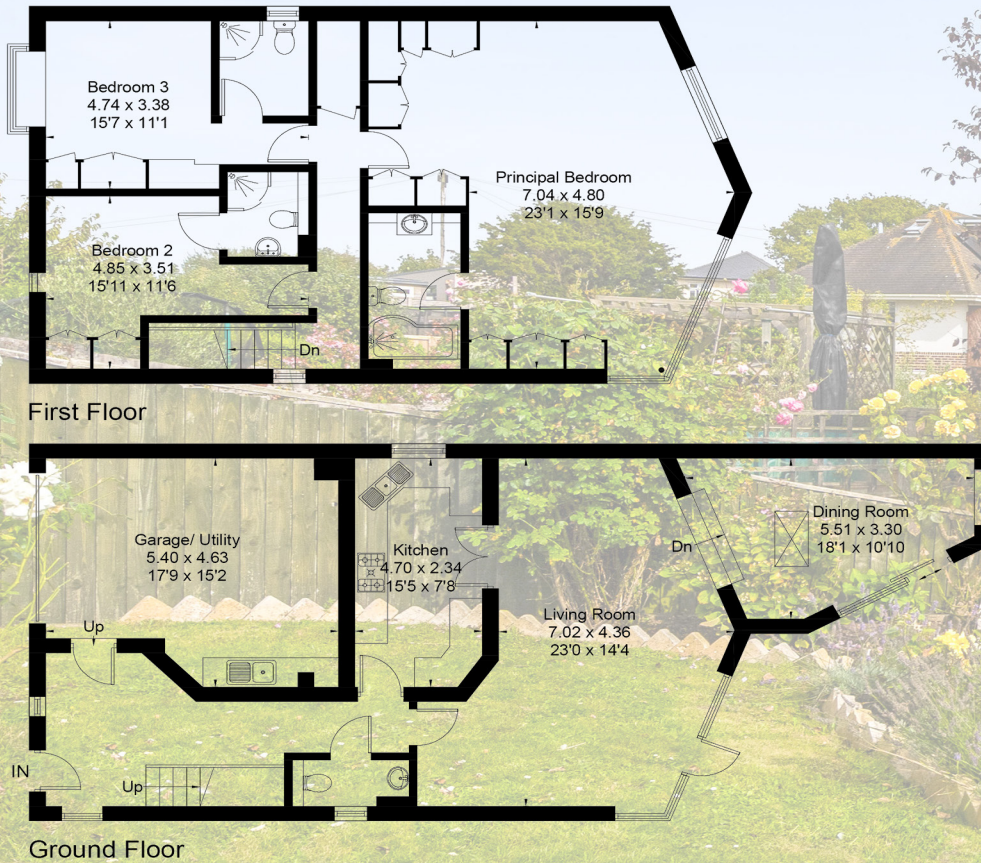 Bedroom 3
4.74 x 3.38
15'7 x 11'1
Principal Bedroom
7.04 x 4.80
23'1 x 15'9
Bedroom 2
4.85 x 3.51
15'11 x 11'6
Dn
First Floor
Garage/ Utility
5.40 x 4.63
17'9 x 15'2
Kitchen
4.70 x 2.34
15'5 x 7'8
Dining Room
5.51 x 3.30
18'1 x 10'10
Dn
Living Room
7.02 x 4.36
23'0 x 14'4
Up
IN
Up
Ground Floor